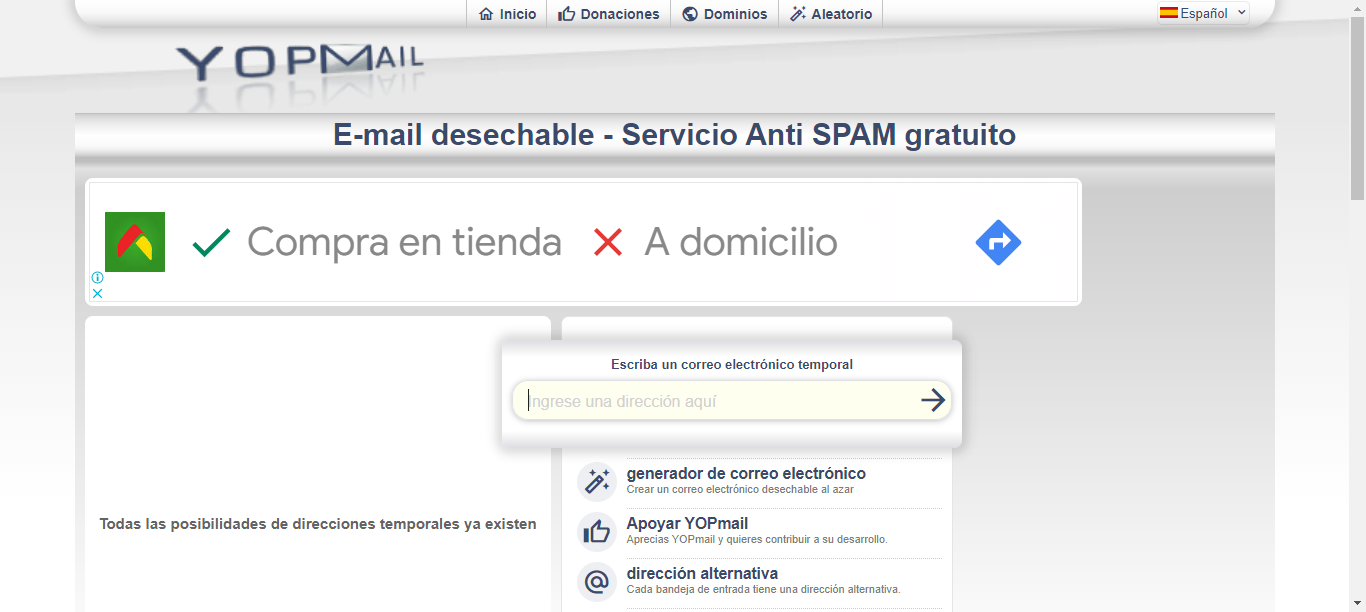 Inicio
Donaciones
Dominios
Aleatorio
Español
YOPMAIL
E-mail desechable - Servicio Anti SPAM gratuito
Compra en tienda
A domicilio
Escriba un correo electrónico temporal
Ingrese una dirección aquí
generador de correo electrónico
Crear un correo electrónico desechable al azar
Todas las posibilidades de direcciones temporales ya existen
Apoyar YOPmail
Aprecias YOPmail y quieres contribuir a su desarrollo.
dirección alternativa
Cada bandeja de entrada tiene una dirección alternativa.